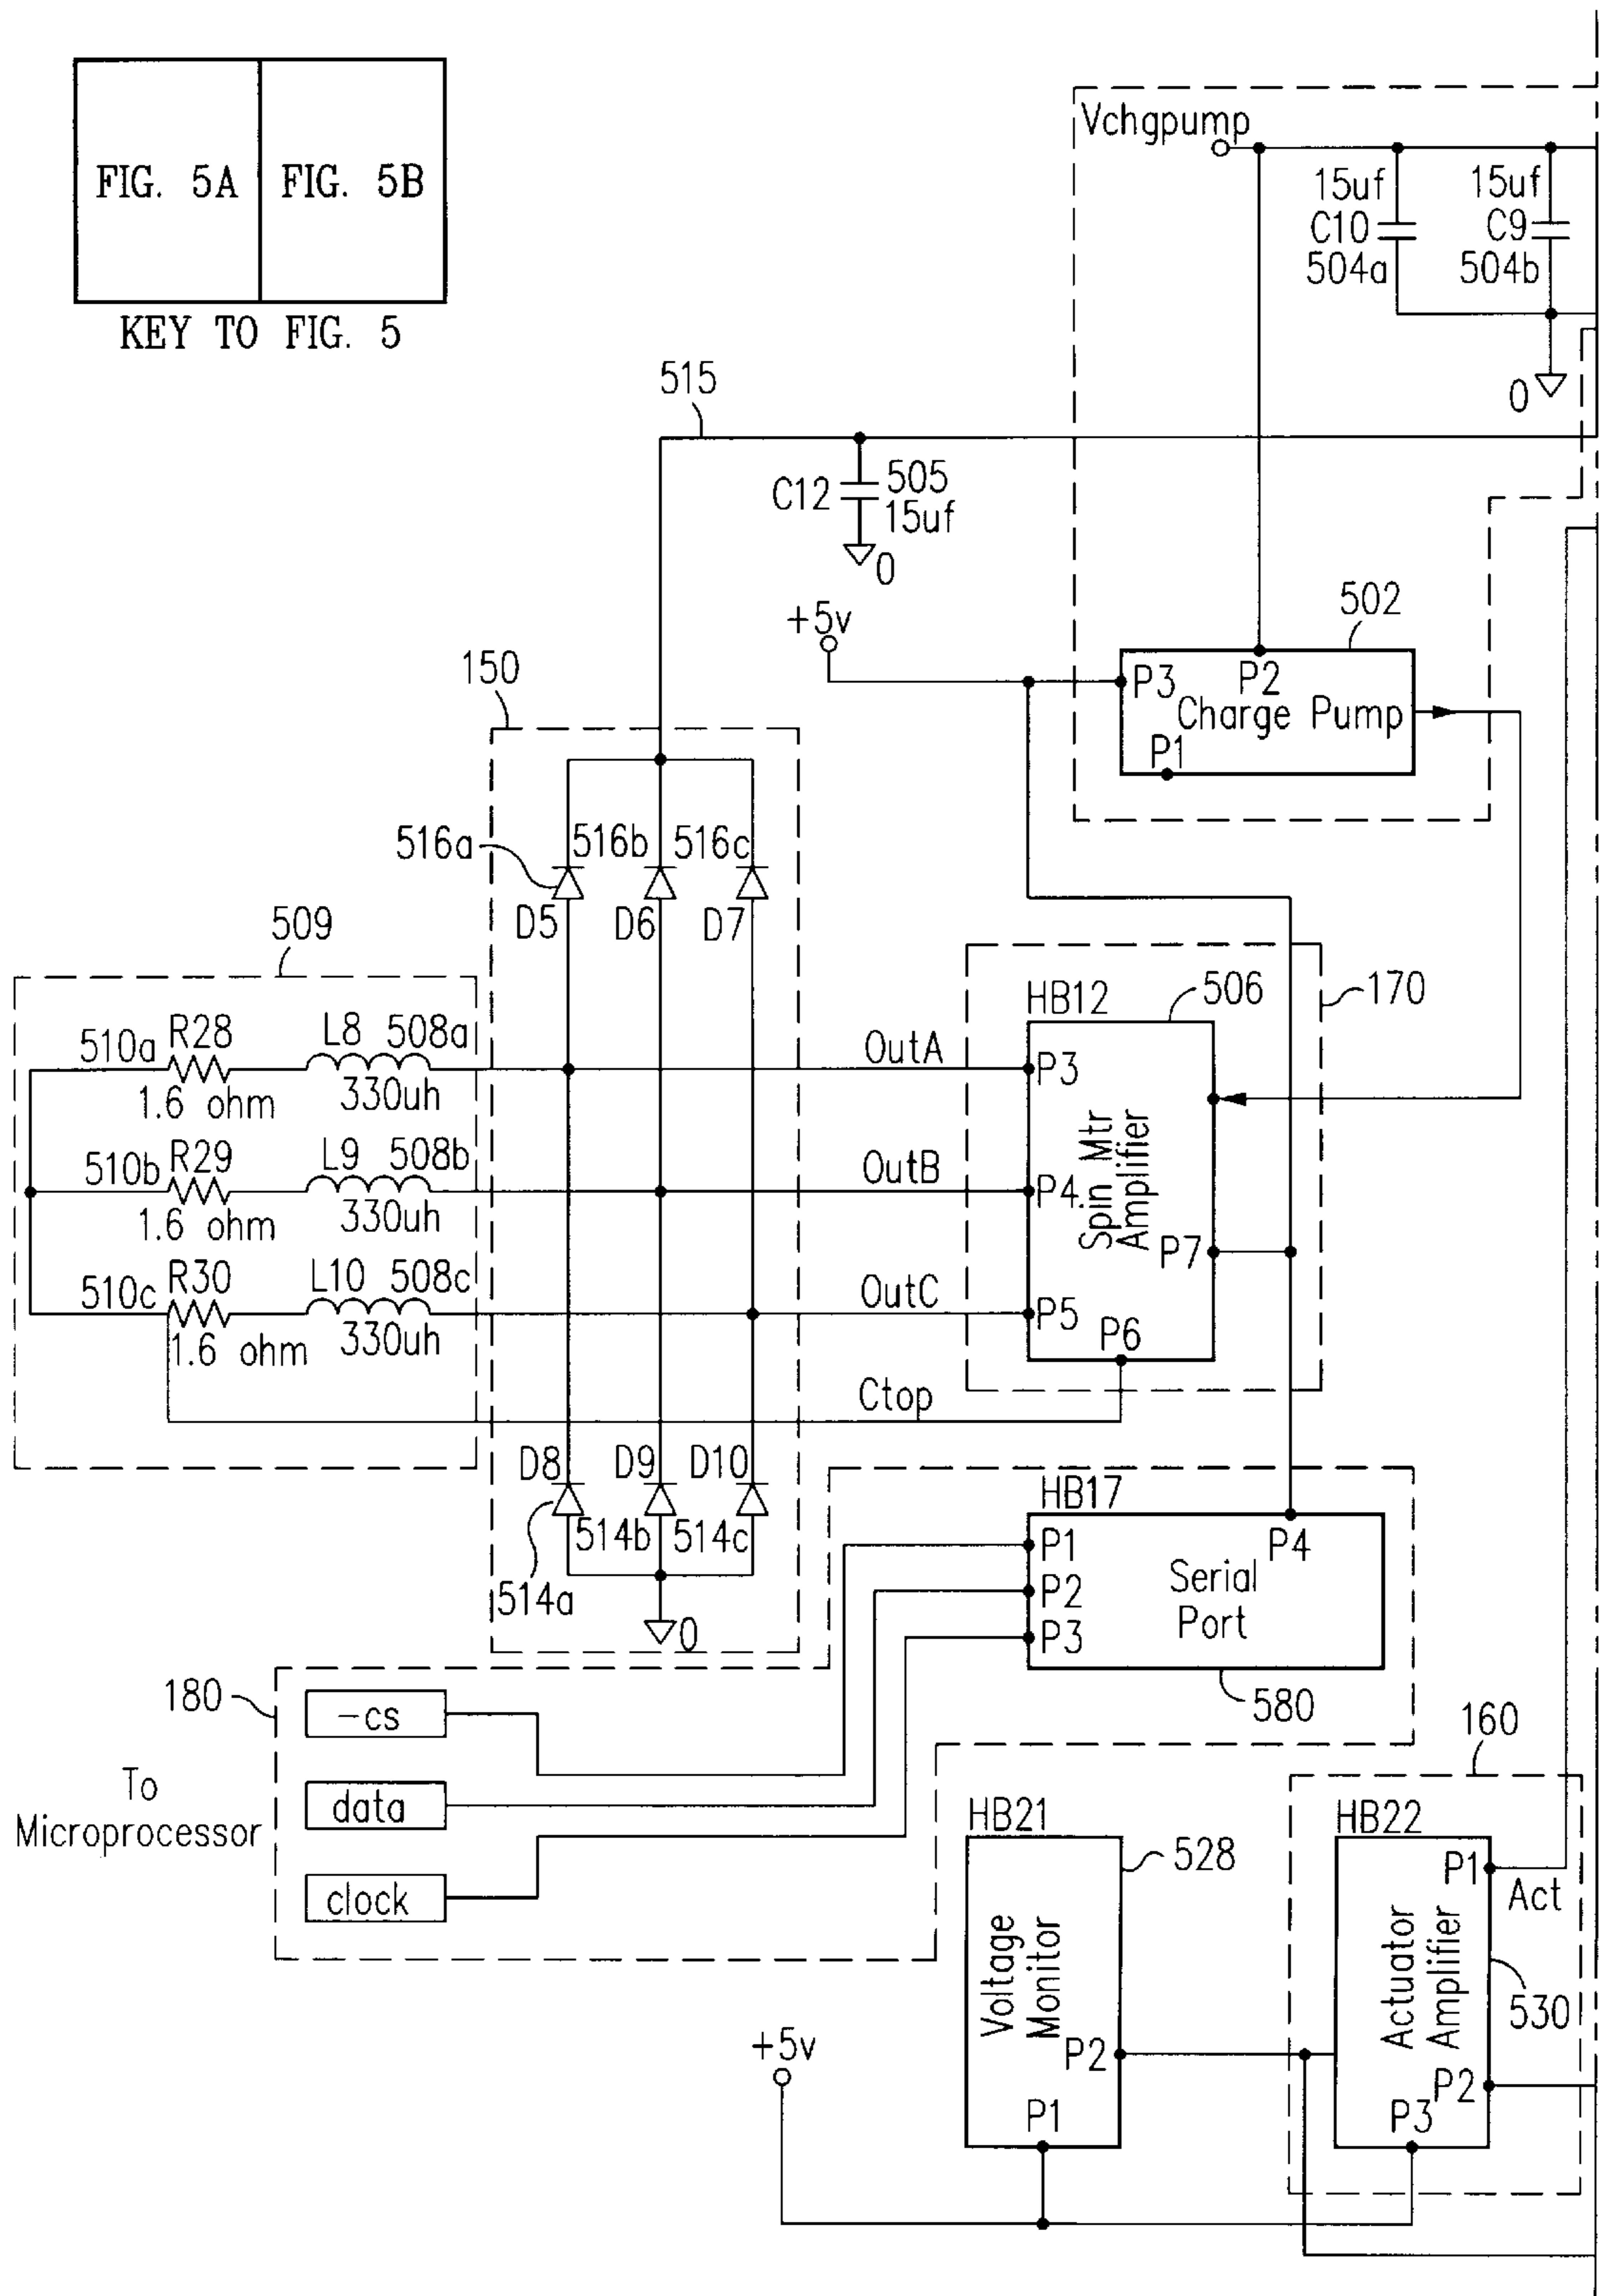 FIG. 5A
FIG. 5B
KEY TO FIG. 5
Vchgpump
15uf
C10
504a
15uf
C9
504b
0
515
C12
505
15uf
0
+5v
502
P3
P2
Charge Pump
P1
150
516a
516b
516c
D5
D6
D7
509
510a
R28
1.6 ohm
L8
508a
330uh
OutA
510b
R29
1.6 ohm
L9
508b
330uh
OutB
510c
R30
1.6 ohm
L10
508c
330uh
OutC
Ctop
HB12
506
170
P3
P4
P5
P6
P7
Spin Mtr
Amplifier
D8
D9
D10
514a
514b
514c
0
HB17
P1
P2
P3
P4
Serial
Port
580
180
-cs
data
clock
To
Microprocessor
HB21
528
Voltage
Monitor
P2
P1
+5v
160
HB22
P1
Act
Actuator
Amplifier
530
P2
P3